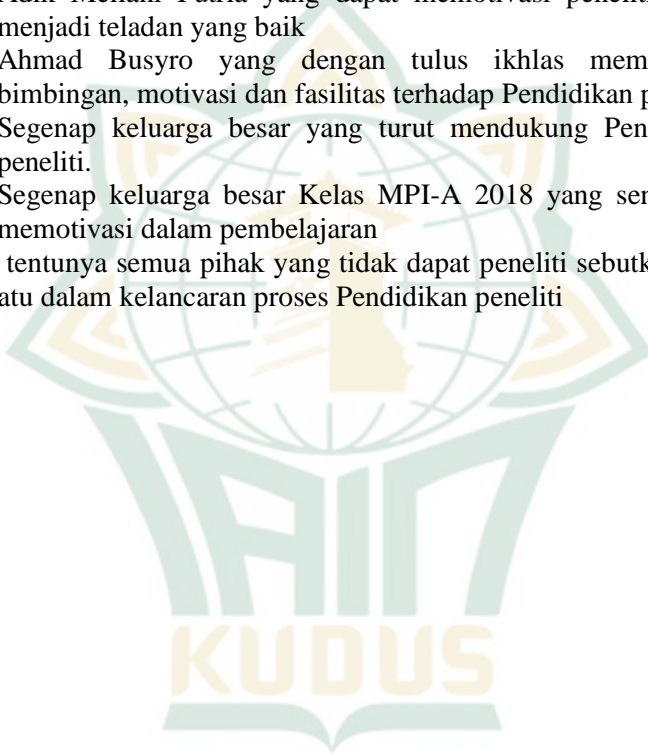 menjadi teladan yang baik
Ahmad Busyro yang dengan tulus ikhlas mem
bimbingan, motivasi dan fasilitas terhadap Pendidikan p
Segenap keluarga besar yang turut mendukung Pen
peneliti.
Segenap keluarga besar Kelas MPI-A 2018 yang sen
memotivasi dalam pembelajaran
tentunya semua pihak yang tidak dapat peneliti sebutk
atu dalam kelancaran proses Pendidikan peneliti
IAIN
KUDUS